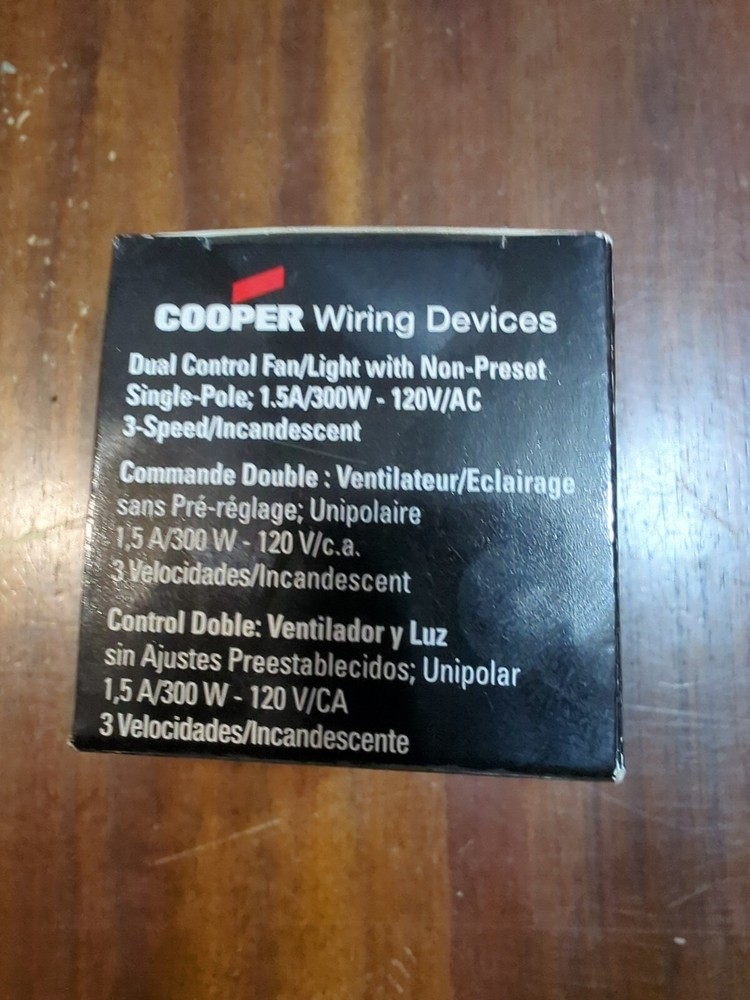 COOPER Wiring Devices
Dual Control Fan/Light with Non-Preset
Single-Pole; 1.5A/300W - 120V/AC
3-Speed/Incandescent
Commande Double : Ventilateur/Eclairage
sans Pré-réglage; Unipolaire
1,5 A/300 W - 120 V/c.a.
3 Velocidades/Incandescent
Control Doble: Ventilador y Luz
sin Ajustes Preestablecidos; Unipolar
1,5 A/300 W - 120 V/CA
3 Velocidades/Incandescente